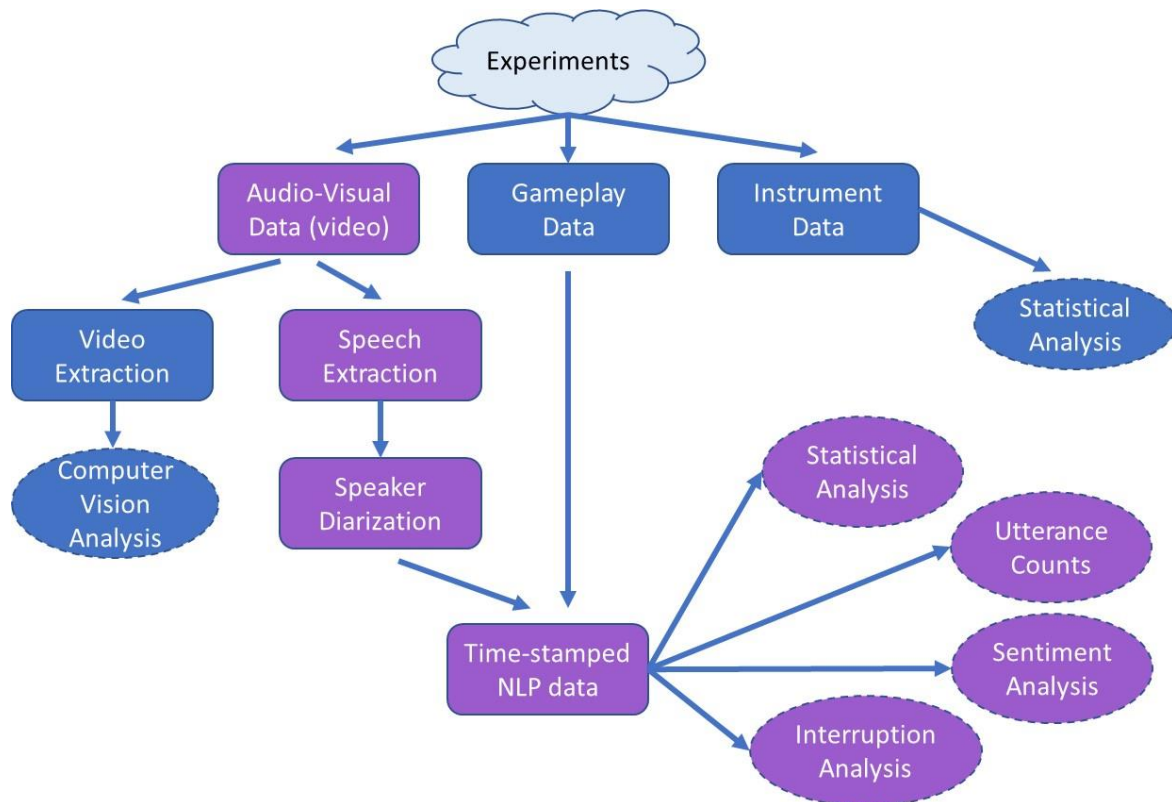 Experiments
Audio-Visual
Data (video)
Gameplay
Data
Instrument
Data
Video
Extraction
Speech
Extraction
Statistical
Analysis
Computer
Vision
Analysis
Speaker
Diarization
Statistical
Analysis
Utterance
Counts
Time-stamped
NLP data
Sentiment
Analysis
Interruption
Analysis